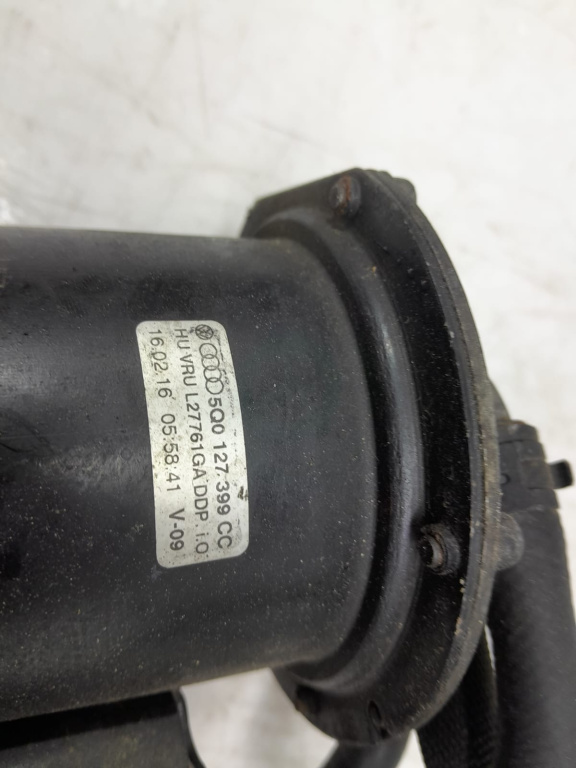 5Q0 127 399 CC
HU VRU L27761GA DDP. i.O.
16.02.16 05:58:41 V-09